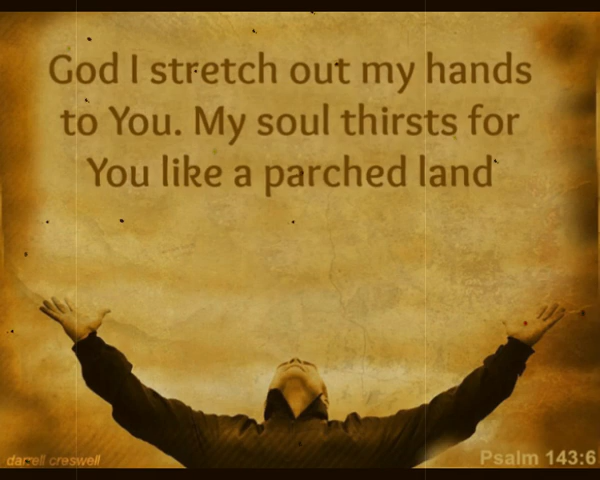 God I stretch out my hands
to You. My soul thirsts for
You like a parched land
darrell creswell
Psalm 143:6